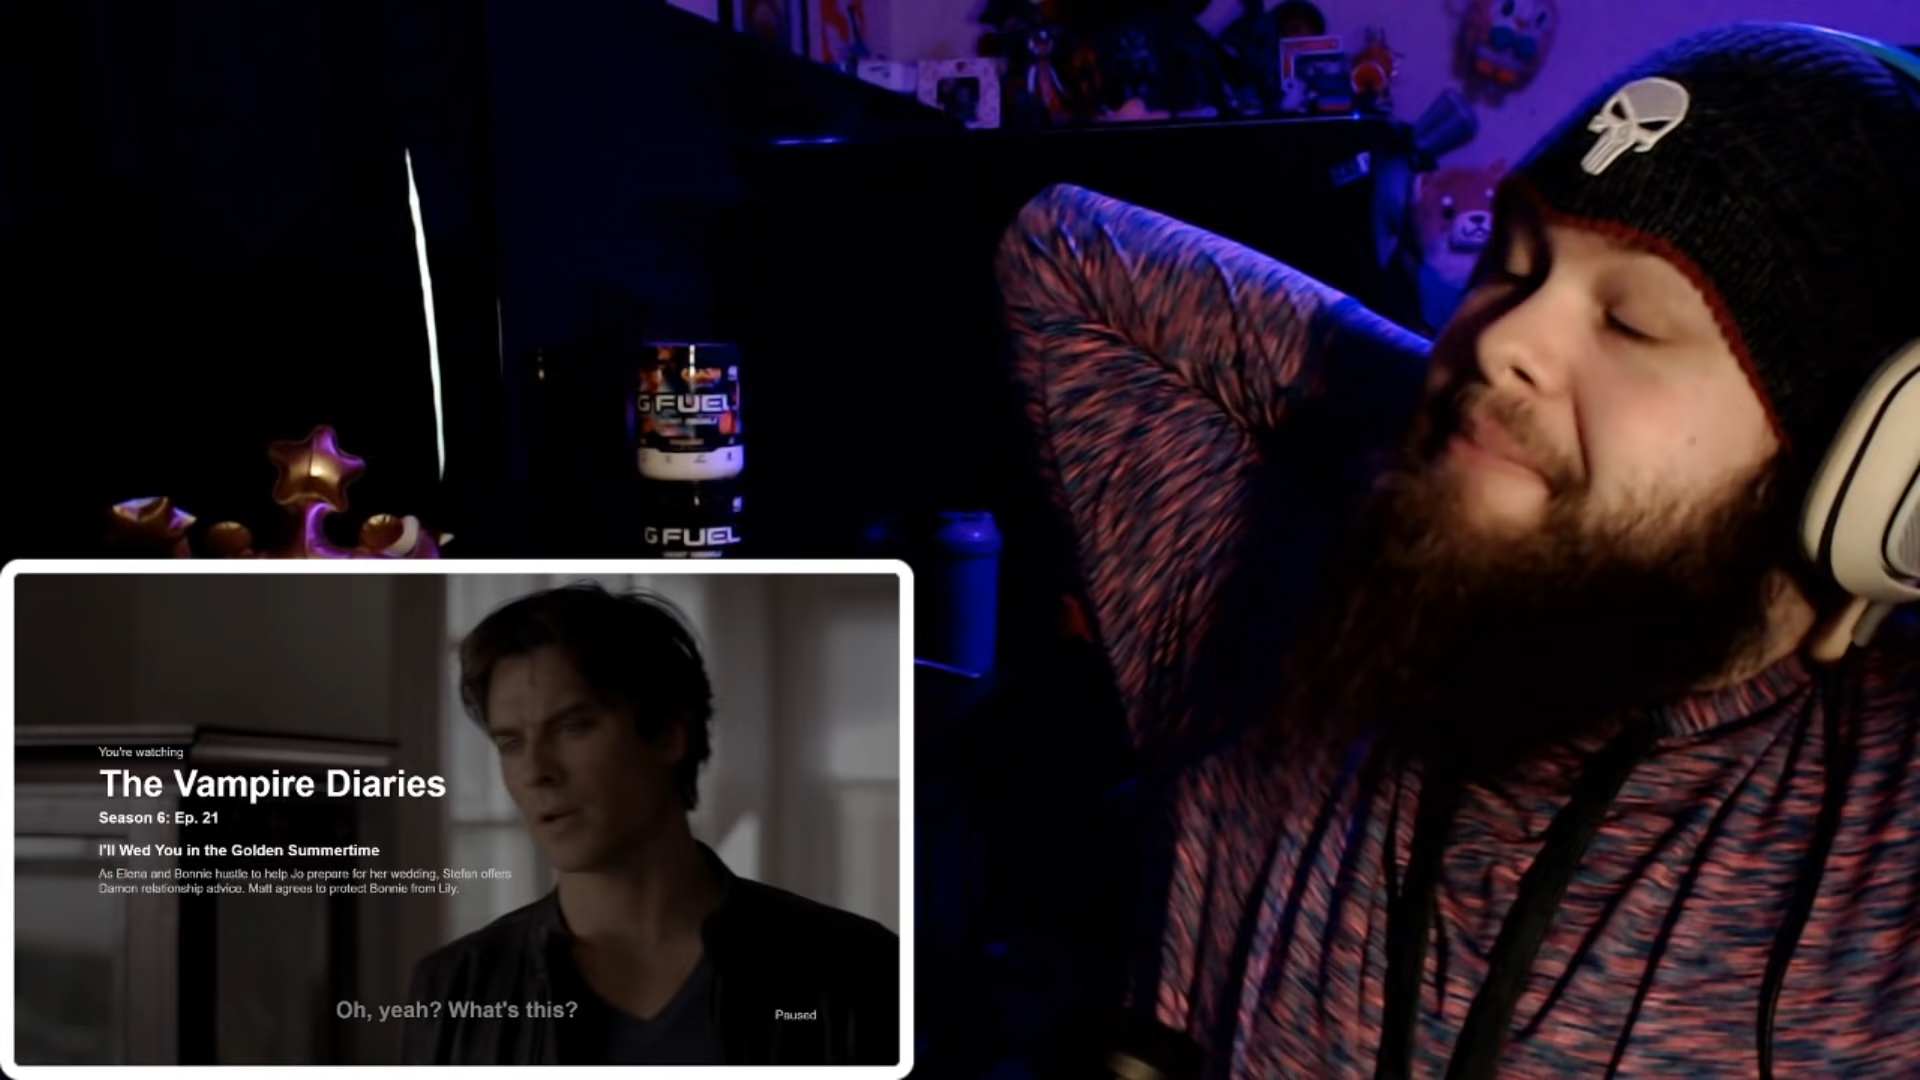 G FUEL
G FUEL
You're watching
The Vampire Diaries
Season 6: Ep. 21
I'll Wed You in the Golden Summertime
As Elena and Bonnie hustle to help Jo prepare for her wedding, Stefan offers
Damon relationship advice. Matt agrees to protect Bonnie from Lily.
Oh, yeah? What's this?
Paused